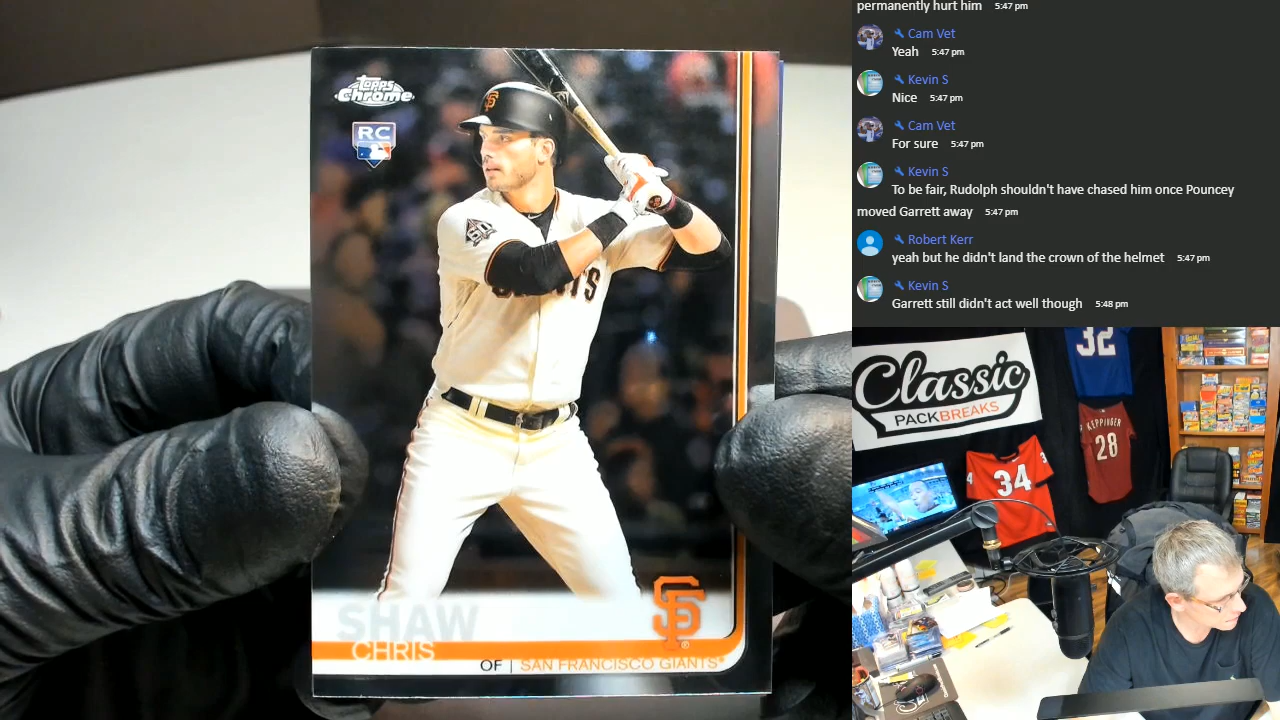 Topps
Chrome
RC
60
GIANTS
SHAW
CHRIS
OF | SAN FRANCISCO GIANTS
SF
permanently hurt him 5:47 pm
Cam Vet
Yeah 5:47 pm
Kevin S
Nice 5:47 pm
Cam Vet
For sure 5:47 pm
Kevin S
To be fair, Rudolph shouldn't have chased him once Pouncey
moved Garrett away 5:47 pm
Robert Kerr
yeah but he didn't land the crown of the helmet 5:47 pm
Kevin S
Garrett still didn't act well though 5:48 pm
Classic
PACKBREAKS
32
KEPPINGER
28
34